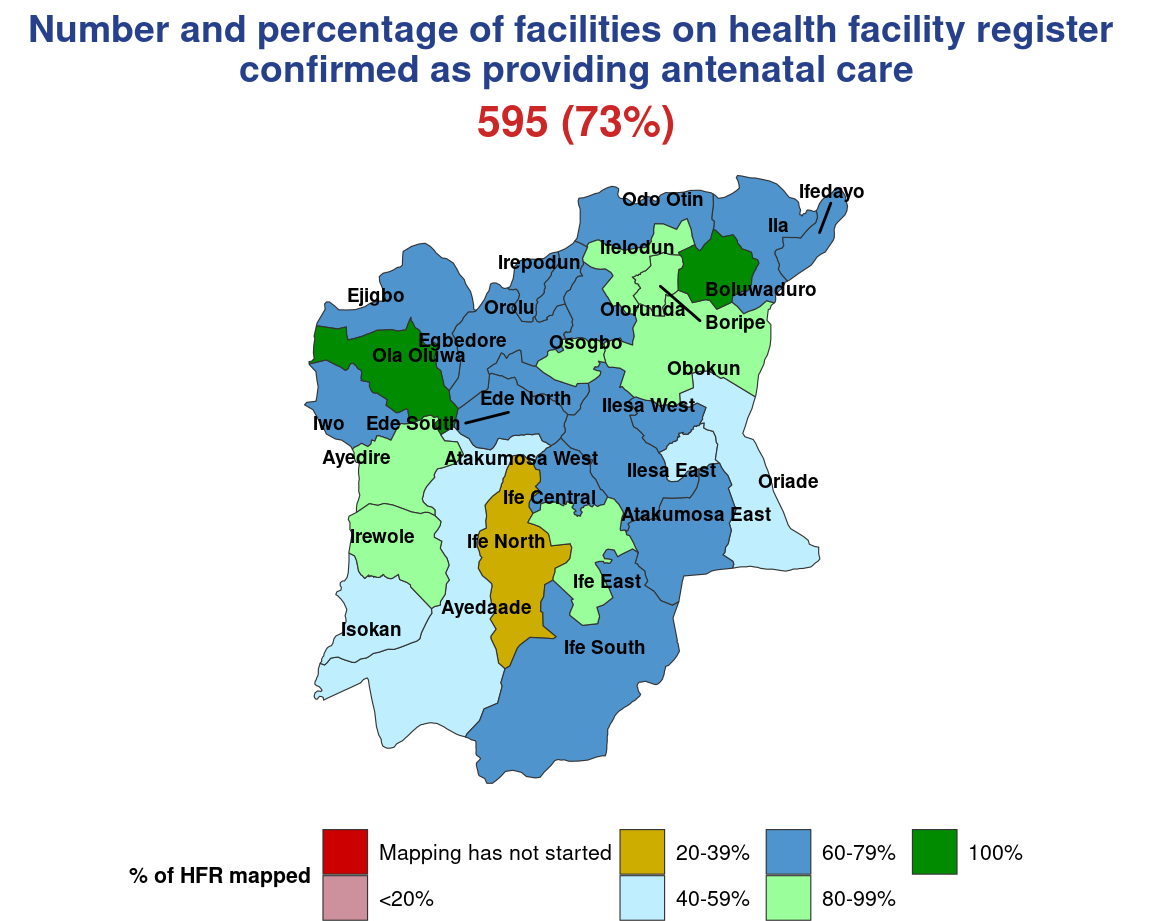 Number and percentage of facilities on health facility register
confirmed as providing antenatal care
595 (73%)
Ifedayo
Odo Otin
Ila
Ifelodun
Irepodun
Boluwaduro
Ejigbo
Orolu
Olorunda
Boripe
Egbedore
Osogbo
Ola Oluwa
Obokun
Ede North
Ilesa West
Iwo
Ede South
Ayedire
Atakumosa West
Ilesa East
Oriade
Ife Central
Atakumosa East
Irewole
Ife North
Ife East
Ayedaade
Isokan
Ife South
% of HFR mapped
Mapping has not started
<20%
20-39%
40-59%
60-79%
80-99%
100%